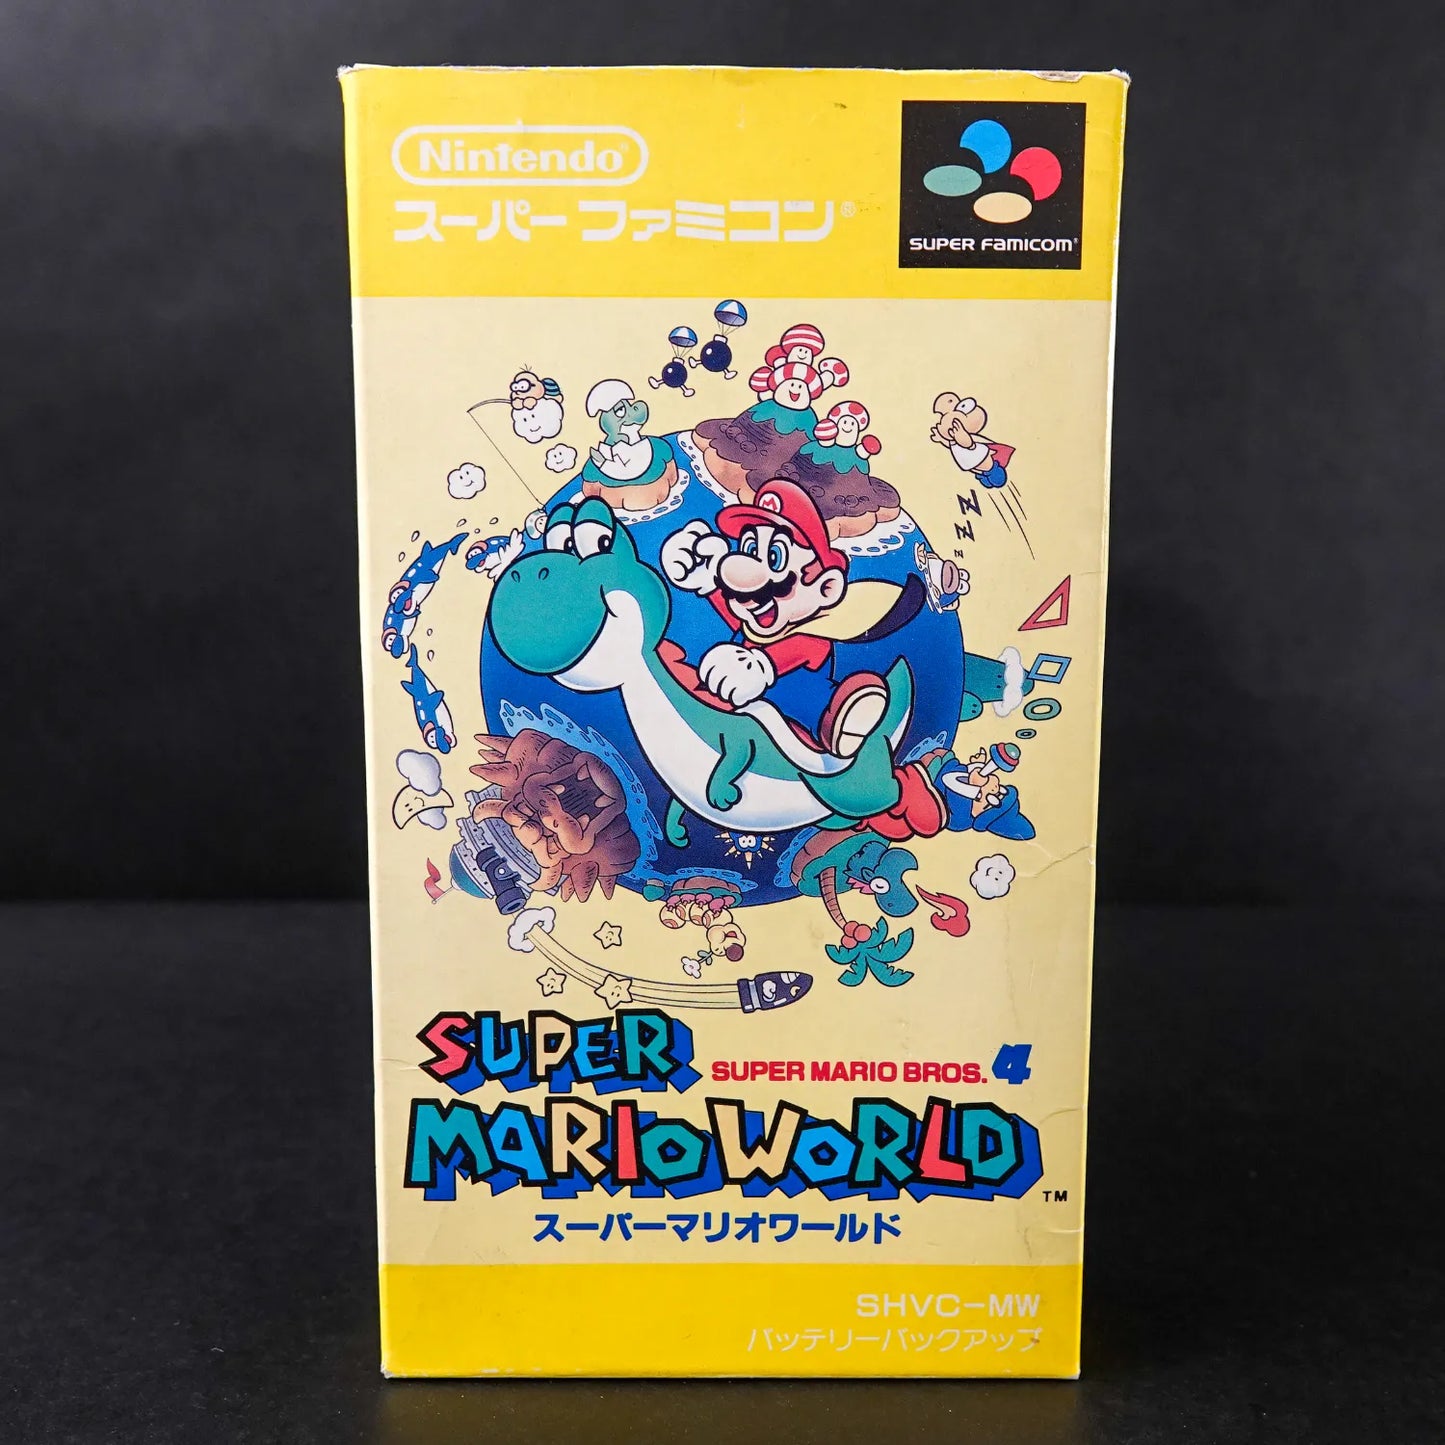 Nintendo®
スーパーファミコン®
SUPER FAMICOM®
M
Z Z Z z
SUPER
SUPER MARIO BROS. 4
MARIO WORLD™
スーパーマリオワールド
SHVC-MW
バッテリーバックアップ